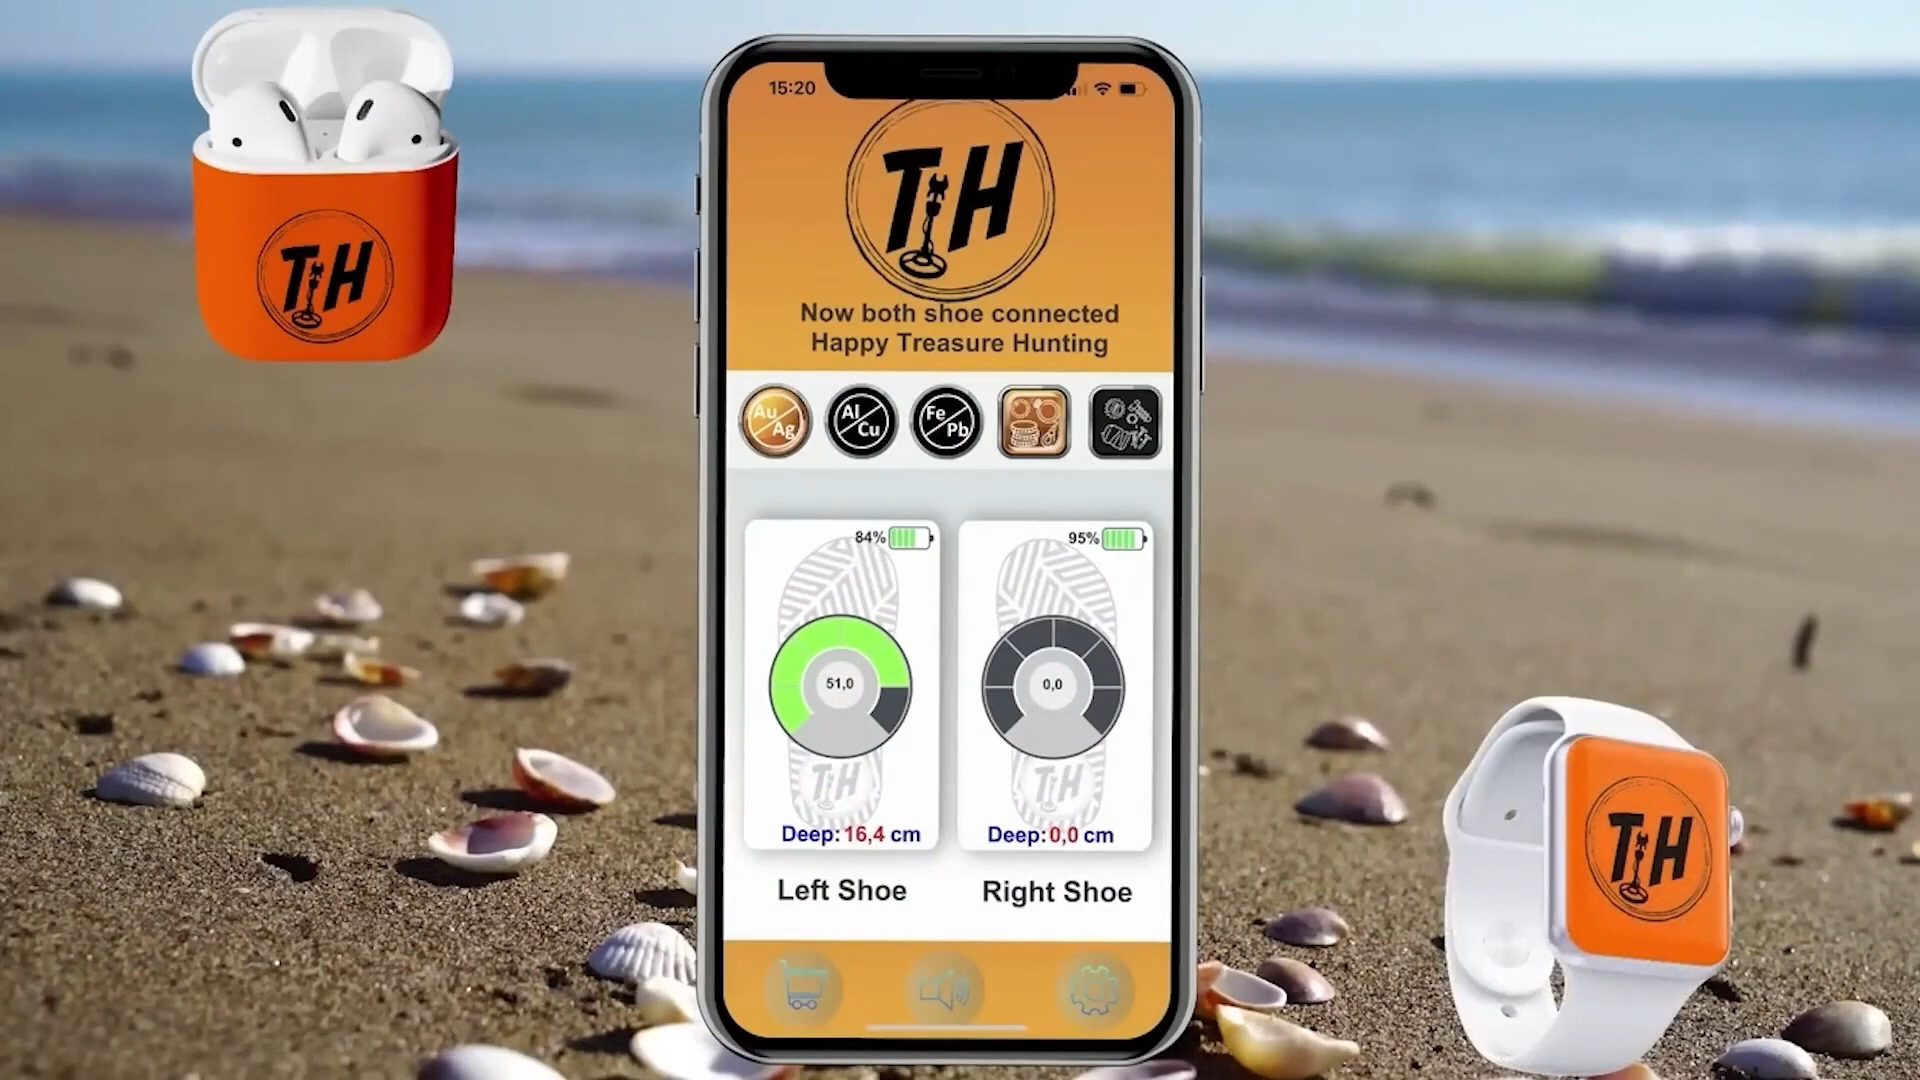 TH
15:20
TH
Now both shoe connected
Happy Treasure Hunting
Au
Ag
Al
Cu
Fe
Pb
84%
95%
51,0
0,0
TH
TH
Deep:16,4 cm
Deep:0,0 cm
Left Shoe
Right Shoe
TH